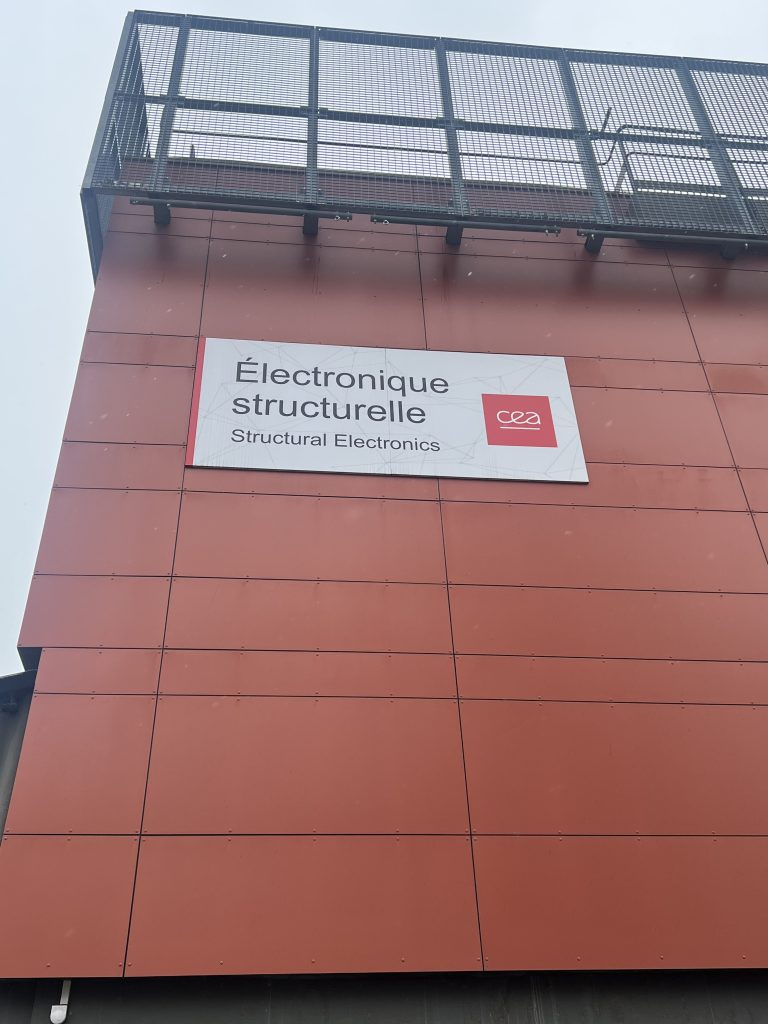 Électronique
structurelle
Structural Electronics
cea